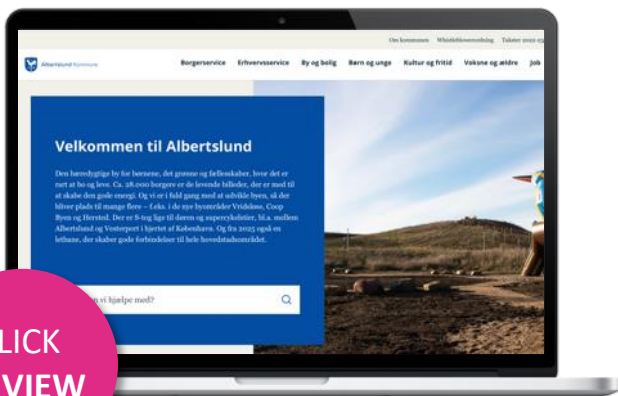 Om kommunen Whistleblowerordning Takster 2022-23
Albertslund Kommune Borgerservice Erhvervsservice By og bolig Børn og unge Kultur og fritid Voksne og ældre Job
Velkommen til Albertslund
Den bæredygtige by for børnene, det grønne og fællesskaber, hvor det er
rart at bo og leve. Ca. 28.000 borgere er de levende billeder, der er med til
at skabe den gode energi. Og vi er i fuld gang med at udvikle byen, så der
bliver plads til mange flere – f.eks. i de nye byområder Vridsløse, Coop
Byen og Hersted. Der er S-tog lige til døren og supercykelstier, bl.a. mellem
Albertslund og Vesterport i hjertet af København. Og fra 2025 også en
letbane, der skaber gode forbindelser til hele hovedstadsområdet.
vi hjælpe med?
LICK
VIEW